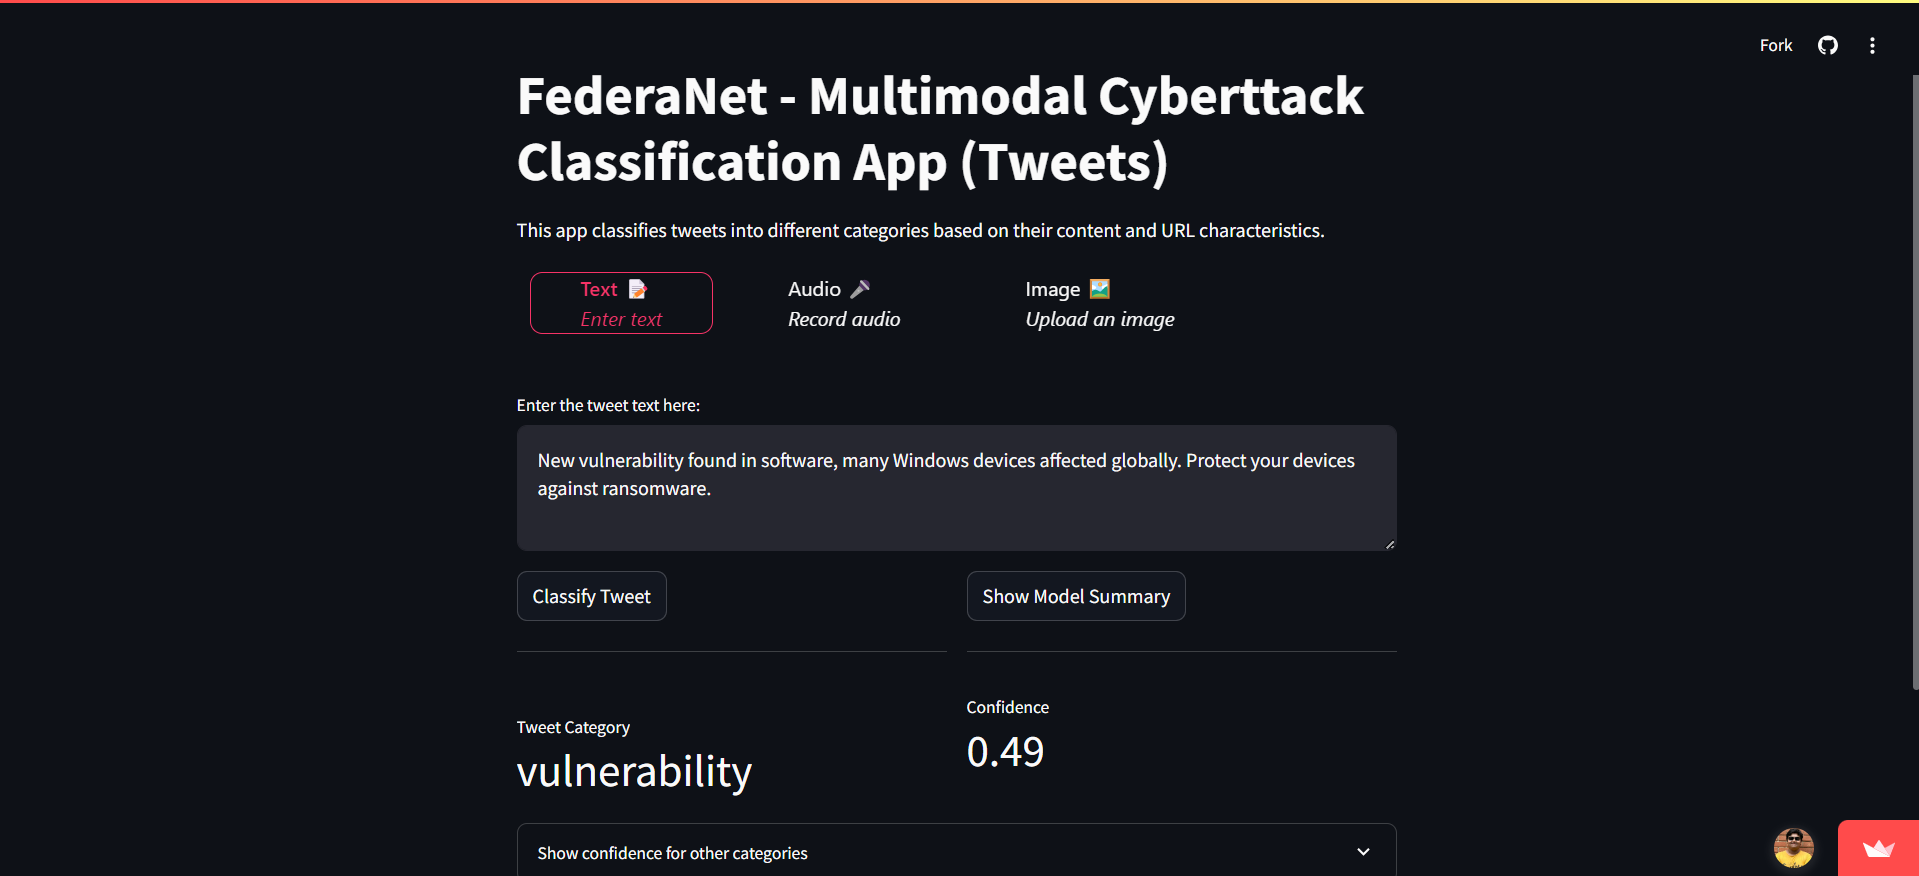 Fork
FederaNet - Multimodal Cyberttack
Classification App (Tweets)
This app classifies tweets into different categories based on their content and URL characteristics.
Text 📝
Enter text
Audio 🎤
Record audio
Image 🖼️
Upload an image
Enter the tweet text here:
New vulnerability found in software, many Windows devices affected globally. Protect your devices
against ransomware.
Classify Tweet
Show Model Summary
Tweet Category
vulnerability
Confidence
0.49
Show confidence for other categories